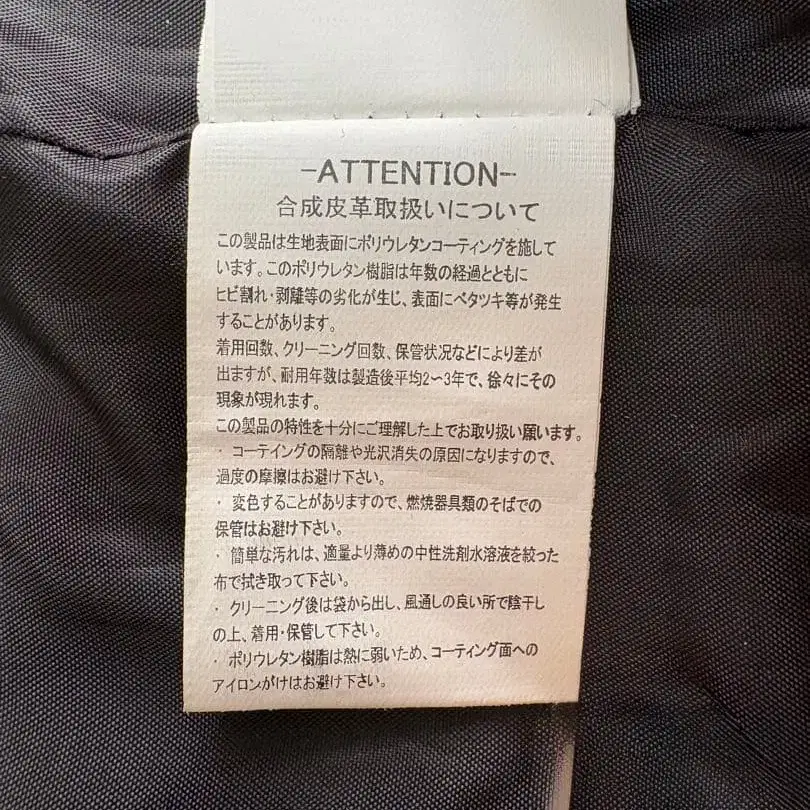 -ATTENTION-
合成皮革取扱いについて
この製品は生地表面にポリウレタンコーティングを施して
います。このポリウレタン樹脂は年数の経過とともに
ヒビ割れ・剥離等の劣化が生じ、表面にベタツキ等が発生
することがあります。
着用回数、クリーニング回数、保管状況などにより差が
出ますが、耐用年数は製造後平均2〜3年で、徐々にその
現象が現れます。
この製品の特性を十分にご理解した上でお取り扱い願います。
・コーテイングの隔離や光沢消失の原因になりますので、
過度の摩擦はお避け下さい。
・変色することがありますので、燃焼器具類のそばでの
保管はお避け下さい。
・簡単な汚れは、適量より薄めの中性洗剤水溶液を絞った
布で拭き取って下さい。
・クリーニング後は袋から出し、風通しの良い所で陰干し
の上、着用・保管して下さい。
・ポリウレタン樹脂は熱に弱いため、コーティング面への
アイロンがけはお避け下さい。